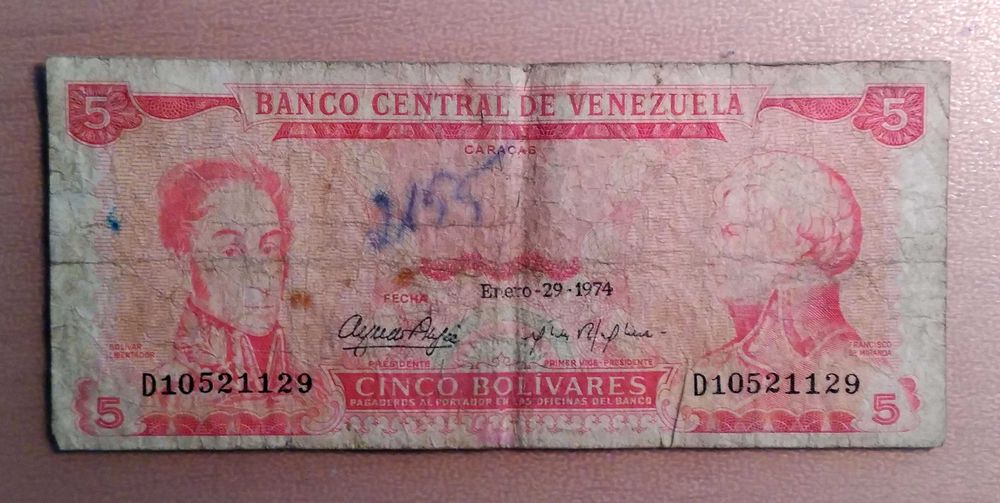 5 BANCO CENTRAL DE VENEZUELA 5
CARACAS
2155
FECHA Enero-29-1974
BOLIVAR
LIBERTADOR
FRANCISCO
DE MIRANDA
PRESIDENTE PRIMER VICE-PRESIDENTE
D10521129 D10521129
5 CINCO BOLÍVARES 5
PAGADEROS AL PORTADOR EN LAS OFICINAS DEL BANCO